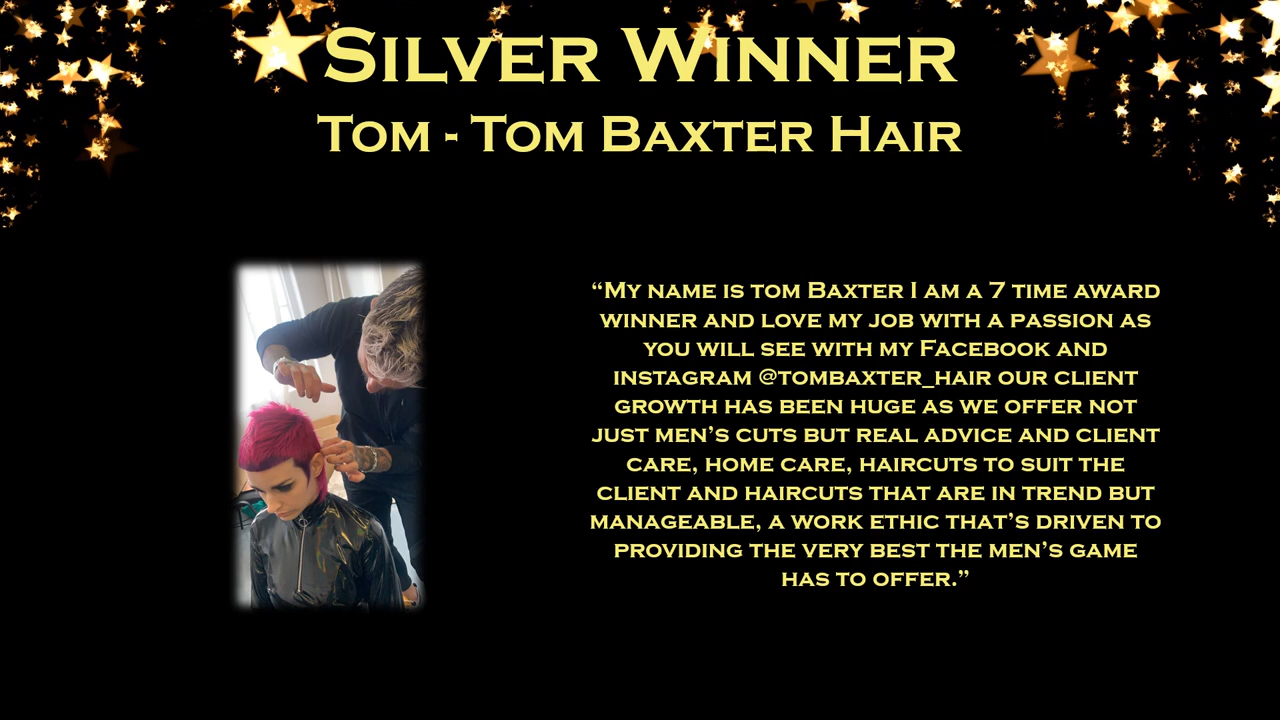 Silver Winner
Tom - Tom Baxter Hair
“My name is tom Baxter I am a 7 time award
winner and love my job with a passion as
you will see with my Facebook and
instagram @tombaxter_hair our client
growth has been huge as we offer not
just men’s cuts but real advice and client
care, home care, haircuts to suit the
client and haircuts that are in trend but
manageable, a work ethic that’s driven to
providing the very best the men’s game
has to offer.”